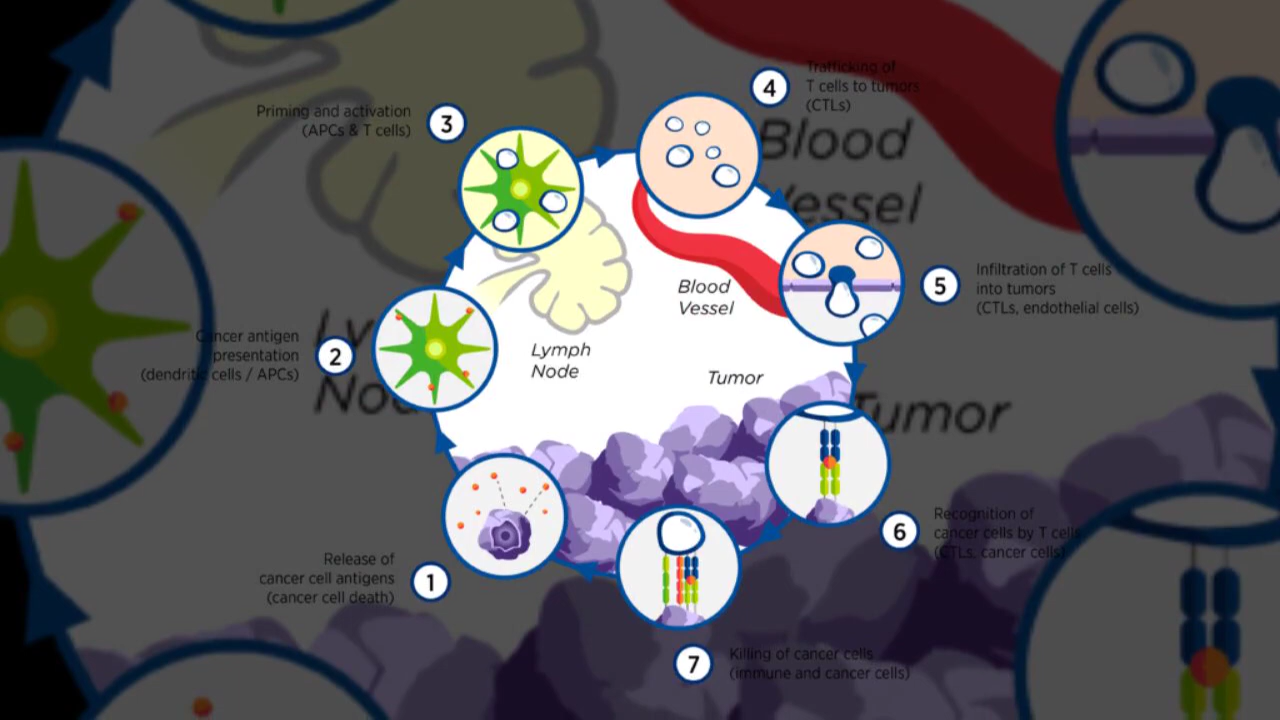 4
Trafficking of
T cells to tumors
(CTLs)
Priming and activation
(APCs & T cells)
3
Blood
Vessel
Infiltration of T cells
into tumors
(CTLs, endothelial cells)
5
Blood
Vessel
Cancer antigen
presentation
(dendritic cells / APCs)
2
Lymph
Node
Tumor
Tumor
Recognition of
cancer cells by T cells
(CTLs, cancer cells)
6
Release of
cancer cell antigens
(cancer cell death)
1
7
Killing of cancer cells
(immune and cancer cells)